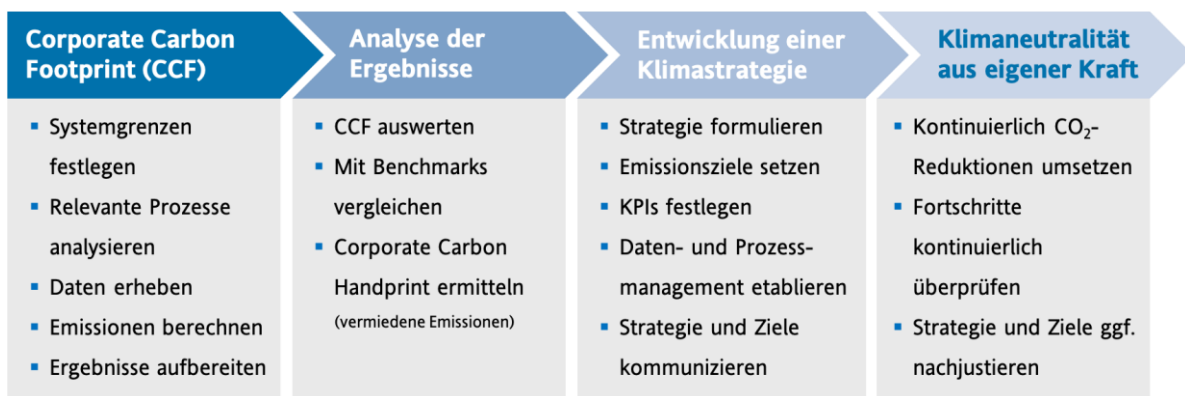 Corporate Carbon
Footprint (CCF)
▪ Systemgrenzen
festlegen
▪ Relevante Prozesse
analysieren
▪ Daten erheben
▪ Emissionen berechnen
▪ Ergebnisse aufbereiten
Analyse der
Ergebnisse
▪ CCF auswerten
▪ Mit Benchmarks
vergleichen
▪ Corporate Carbon
Handprint ermitteln
(vermiedene Emissionen)
Entwicklung einer
Klimastrategie
▪ Strategie formulieren
▪ Emissionsziele setzen
▪ KPIs festlegen
▪ Daten- und Prozess-
management etablieren
▪ Strategie und Ziele
kommunizieren
Klimaneutralität
aus eigener Kraft
▪ Kontinuierlich CO₂-
Reduktionen umsetzen
▪ Fortschritte
kontinuierlich
überprüfen
▪ Strategie und Ziele ggf.
nachjustieren